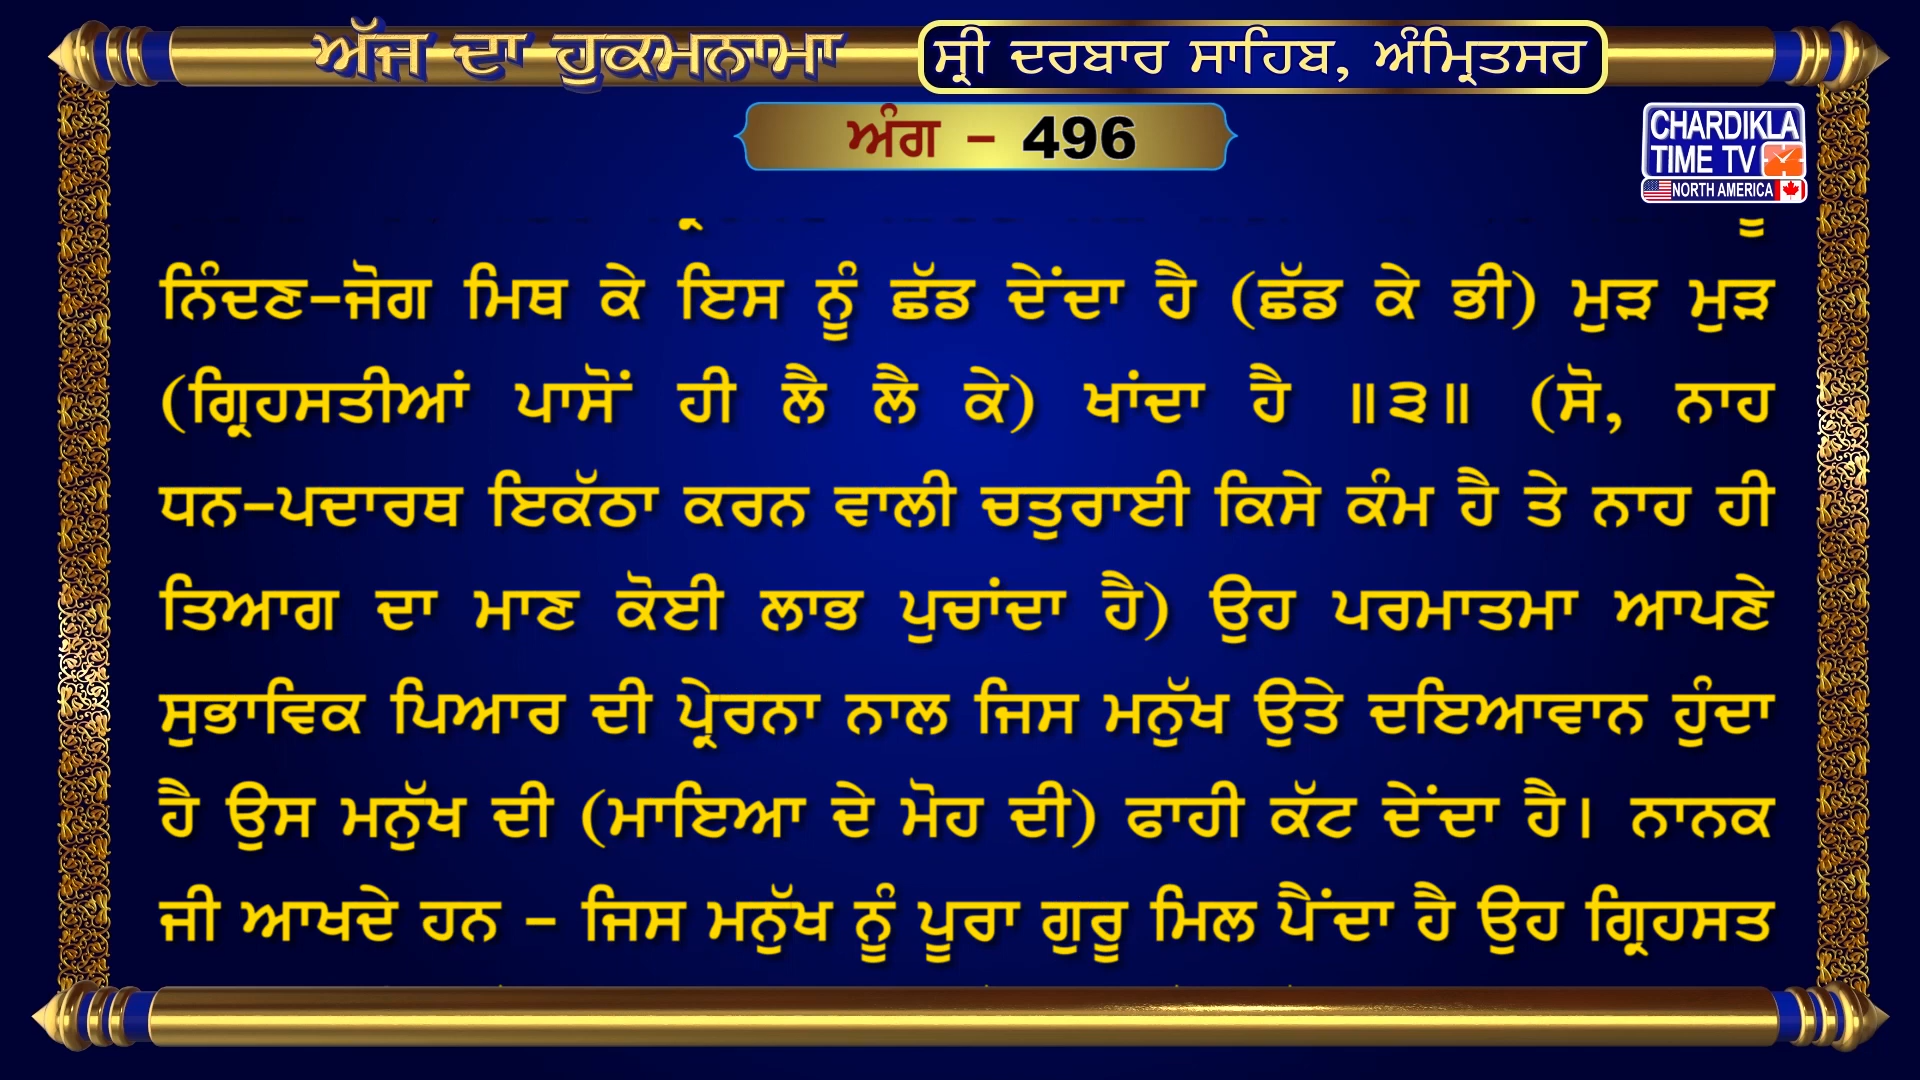 ਅੱਜ ਦਾ ਹੁਕਮਨਾਮਾ
ਸ੍ਰੀ ਦਰਬਾਰ ਸਾਹਿਬ, ਅੰਮ੍ਰਿਤਸਰ
ਅੰਗ - 496
CHARDIKLA
TIME TV
NORTH AMERICA
ਨਿੰਦਣ-ਜੋਗ ਮਿਥ ਕੇ ਇਸ ਨੂੰ ਛੱਡ ਦੇਂਦਾ ਹੈ (ਛੱਡ ਕੇ ਭੀ) ਮੁੜ ਮੁੜ
(ਗ੍ਰਿਹਸਤੀਆਂ ਪਾਸੋਂ ਹੀ ਲੈ ਲੈ ਕੇ) ਖਾਂਦਾ ਹੈ ॥੩॥ (ਸੋ, ਨਾਹ
ਧਨ-ਪਦਾਰਥ ਇਕੱਠਾ ਕਰਨ ਵਾਲੀ ਚਤੁਰਾਈ ਕਿਸੇ ਕੰਮ ਹੈ ਤੇ ਨਾਹ ਹੀ
ਤਿਆਗ ਦਾ ਮਾਣ ਕੋਈ ਲਾਭ ਪੁਚਾਂਦਾ ਹੈ) ਉਹ ਪਰਮਾਤਮਾ ਆਪਣੇ
ਸੁਭਾਵਿਕ ਪਿਆਰ ਦੀ ਪ੍ਰੇਰਨਾ ਨਾਲ ਜਿਸ ਮਨੁੱਖ ਉਤੇ ਦਇਆਵਾਨ ਹੁੰਦਾ
ਹੈ ਉਸ ਮਨੁੱਖ ਦੀ (ਮਾਇਆ ਦੇ ਮੋਹ ਦੀ) ਫਾਹੀ ਕੱਟ ਦੇਂਦਾ ਹੈ। ਨਾਨਕ
ਜੀ ਆਖਦੇ ਹਨ - ਜਿਸ ਮਨੁੱਖ ਨੂੰ ਪੂਰਾ ਗੁਰੂ ਮਿਲ ਪੈਂਦਾ ਹੈ ਉਹ ਗ੍ਰਿਹਸਤ